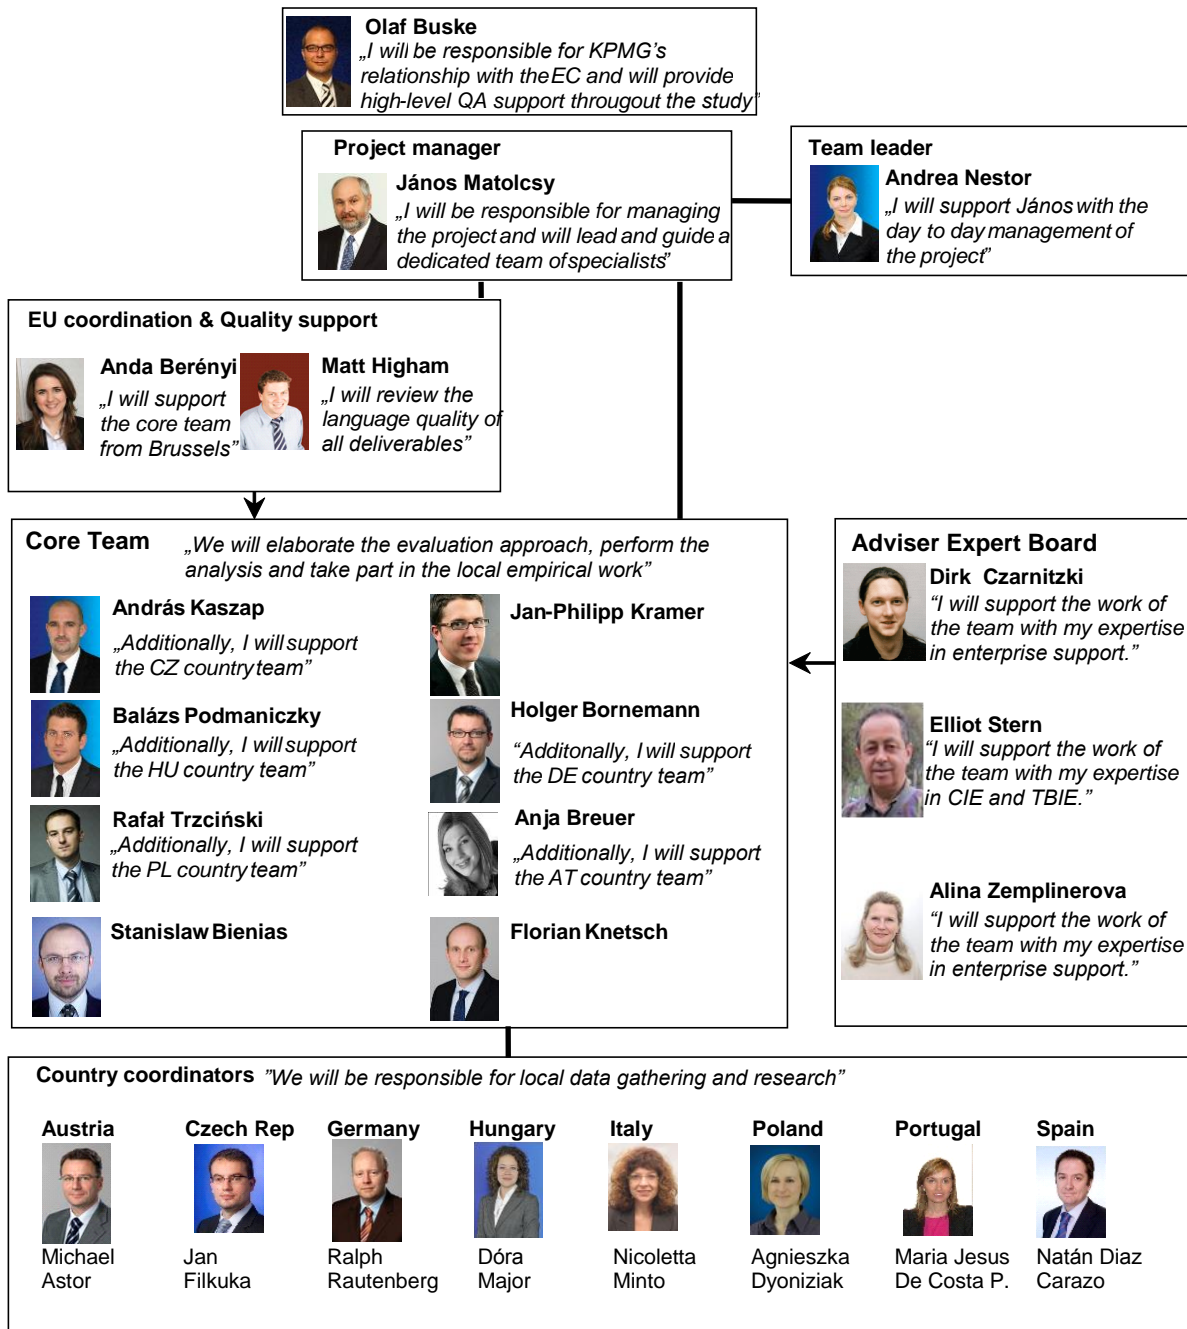 Olaf Buske
„I will be responsible for KPMG's
relationship with the EC and will provide
high-level QA support througout the study”
Project manager
János Matolcsy
„I will be responsible for managing
the project and will lead and guide a
dedicated team of specialists”
Team leader
Andrea Nestor
„I will support János with the
day to day management of
the project”
EU coordination & Quality support
Anda Berényi
„I will support
the core team
from Brussels”
Matt Higham
„I will review the
language quality of
all deliverables”
Core Team
„We will elaborate the evaluation approach, perform the
analysis and take part in the local empirical work”
András Kaszap
„Additionally, I will support
the CZ country team”
Jan-Philipp Kramer
Balázs Podmaniczky
„Additionally, I will support
the HU country team”
Holger Bornemann
“Additonally, I will support
the DE country team”
Rafał Trzciński
„Additionally, I will support
the PL country team”
Anja Breuer
„Additionally, I will support
the AT country team”
Stanislaw Bienias
Florian Knetsch
Adviser Expert Board
Dirk Czarnitzki
“I will support the work of
the team with my expertise
in enterprise support.”
Elliot Stern
“I will support the work of
the team with my expertise
in CIE and TBIE.”
Alina Zemplinerova
“I will support the work of
the team with my expertise
in enterprise support.”
Country coordinators ”We will be responsible for local data gathering and research”
Austria
Michael
Astor
Czech Rep
Jan
Filkuka
Germany
Ralph
Rautenberg
Hungary
Dóra
Major
Italy
Nicoletta
Minto
Poland
Agnieszka
Dyoniziak
Portugal
Maria Jesus
De Costa P.
Spain
Natán Diaz
Carazo